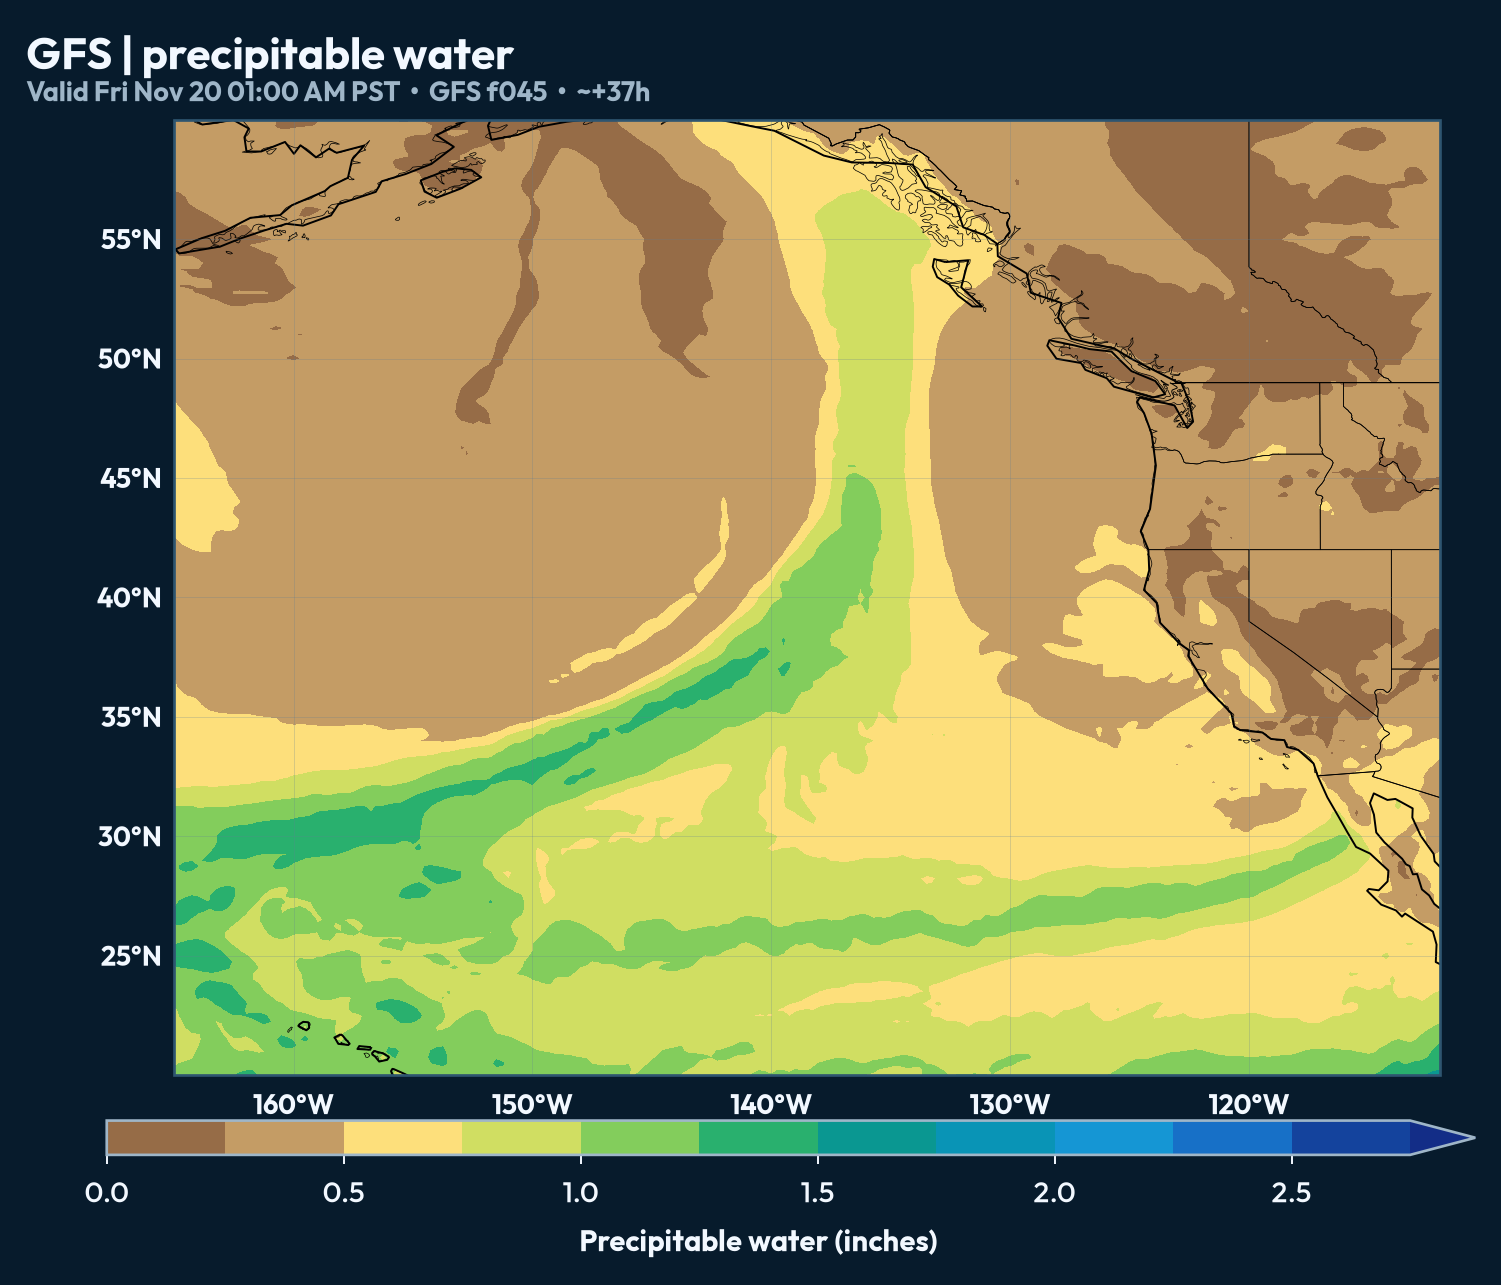 GFS | precipitable water
Valid Fri Nov 20 01:00 AM PST • GFS f045 • ~+37h
55°N
50°N
45°N
40°N
35°N
30°N
25°N
160°W 150°W 140°W 130°W 120°W
0.0 0.5 1.0 1.5 2.0 2.5
Precipitable water (inches)